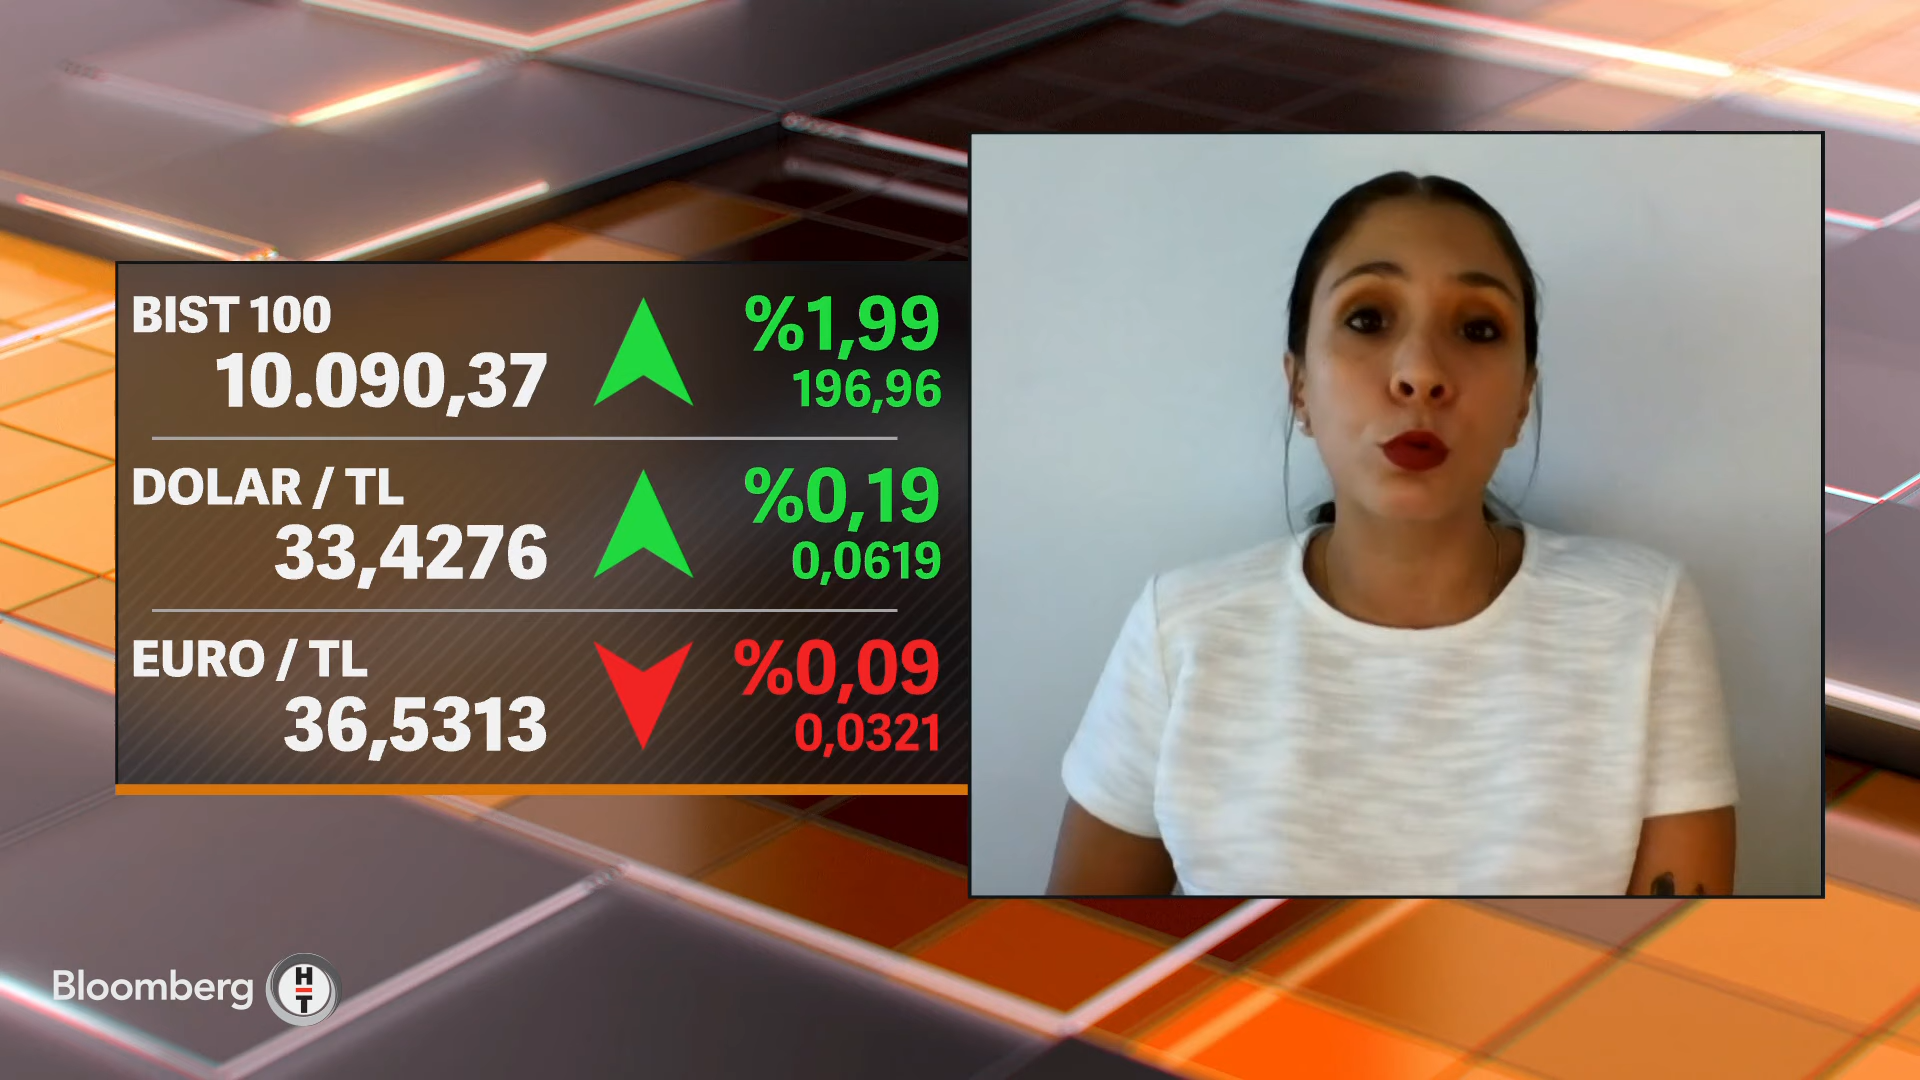 BIST 100
10.090,37
%1,99
196,96
DOLAR / TL
33,4276
%0,19
0,0619
EURO / TL
36,5313
%0,09
0,0321
Bloomberg HT